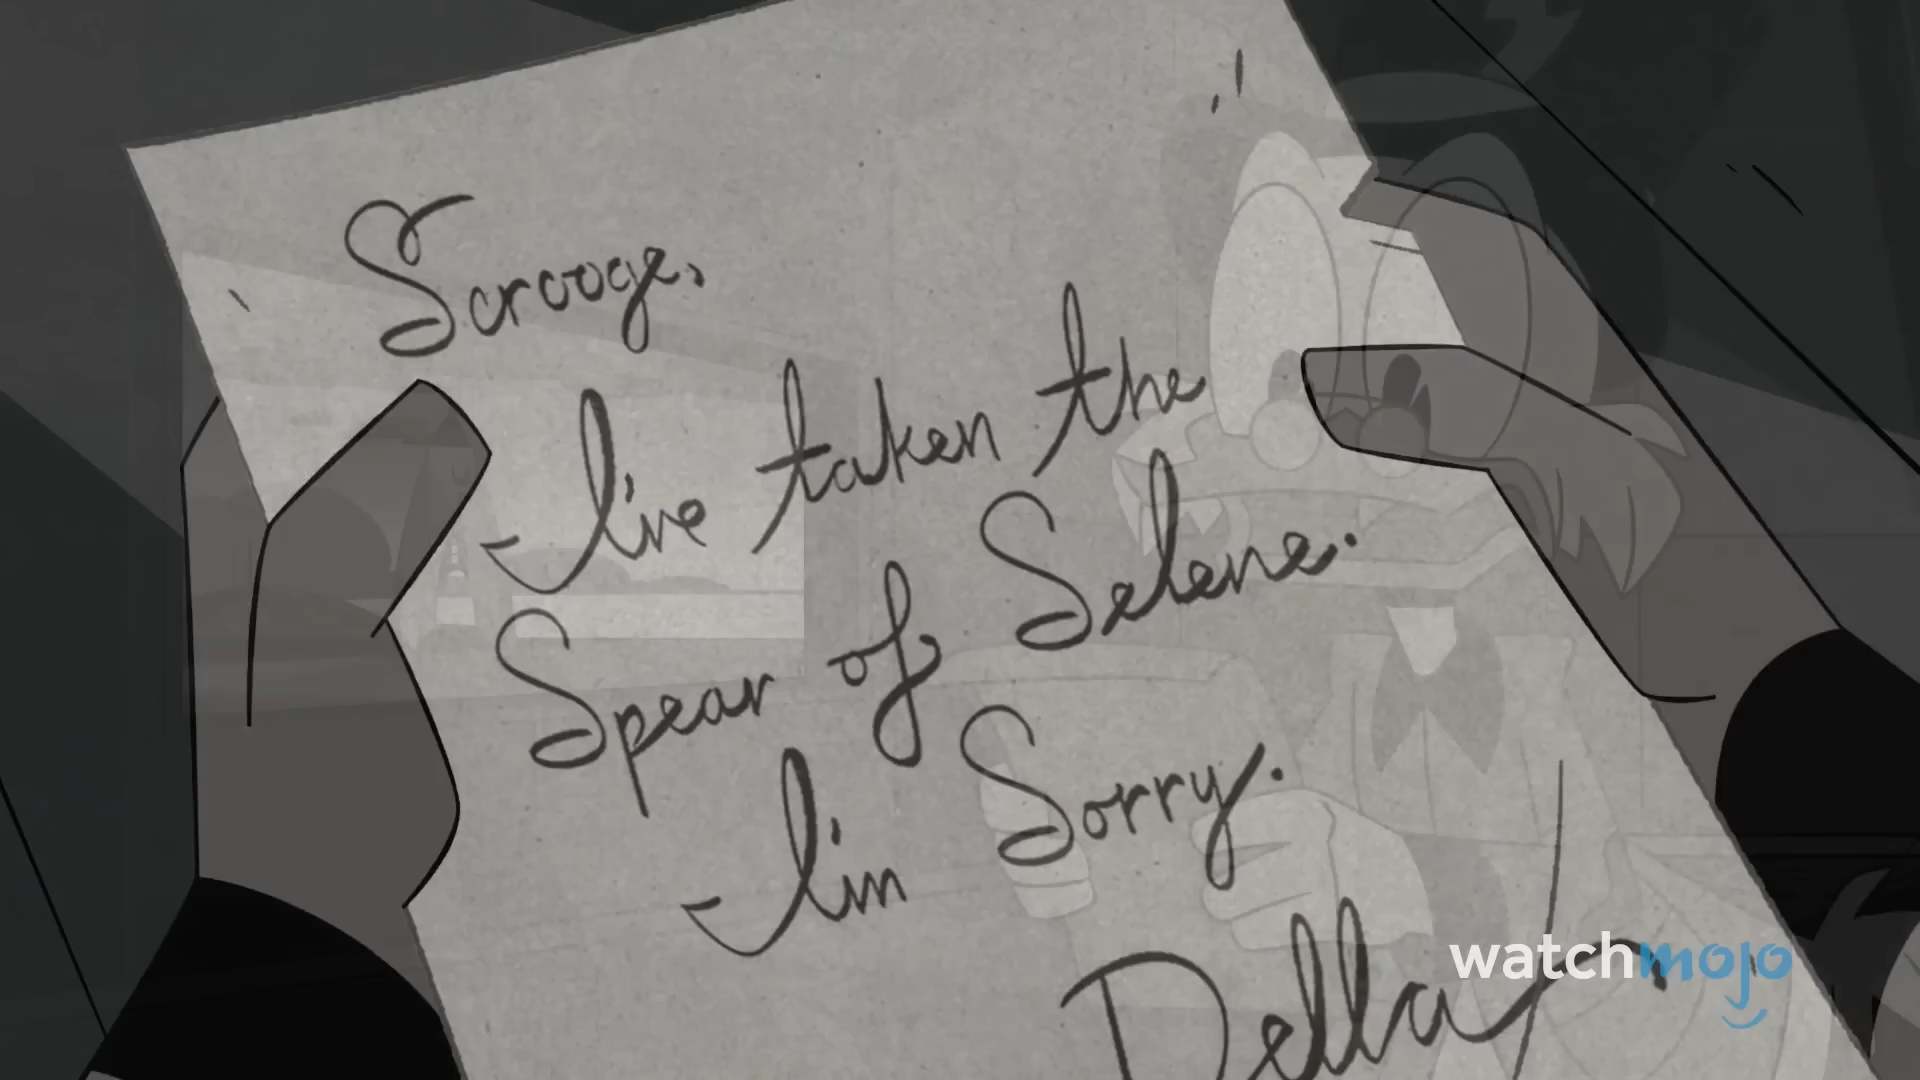 Scrooge,
I've taken the
Spear of Selene.
I'm Sorry.
Della
watchmojo